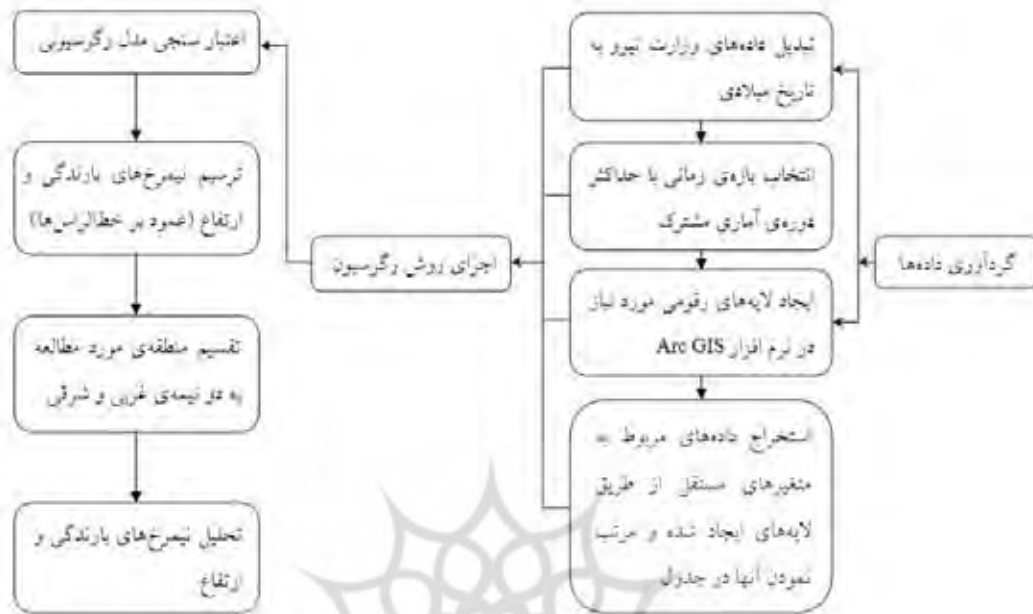 گردآوری داده‌ها
تبدیل داده‌های وزارت نیرو به
تاریخ میلادی
انتخاب بازه‌ی زمانی با حداکثر
دوره‌ی آماری مشترک
ایجاد لایه‌های رقومی مورد نیاز
در نرم افزار Arc GIS
استخراج داده‌های مربوط به
متغیرهای مستقل از طریق
لایه‌های ایجاد شده و مرتب
نمودن آنها در جدول
اجرای روش رگرسیون
اعتبار سنجی مدل رگرسیونی
ترسیم نیمرخ‌های بارندگی و
ارتفاع (عمود بر خط‌الراس‌ها)
تقسیم منطقه‌ی مورد مطالعه
به دو نیمه‌ی غربی و شرقی
تحلیل نیمرخ‌های بارندگی و
ارتفاع